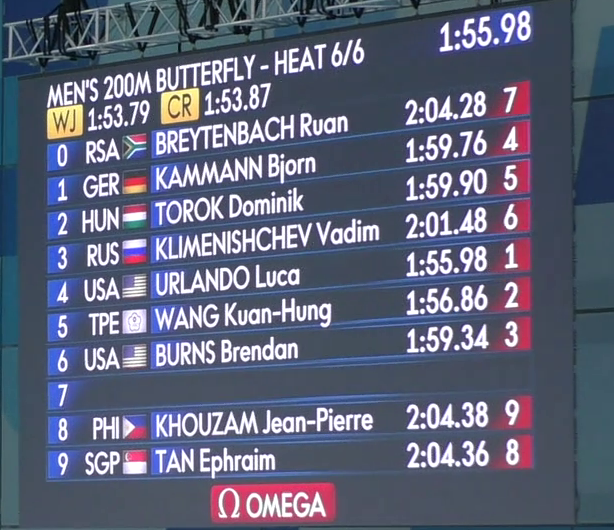 MEN'S 200M BUTTERFLY - HEAT 6/6 1:55.98
WJ 1:53.79 CR 1:53.87
0 RSA BREYTENBACH Ruan 2:04.28 7
1 GER KAMMANN Bjorn 1:59.76 4
2 HUN TOROK Dominik 1:59.90 5
3 RUS KLIMENISHCHEV Vadim 2:01.48 6
4 USA URLANDO Luca 1:55.98 1
5 TPE WANG Kuan-Hung 1:56.86 2
6 USA BURNS Brendan 1:59.34 3
7
8 PHI KHOUZAM Jean-Pierre 2:04.38 9
9 SGP TAN Ephraim 2:04.36 8
Ω OMEGA